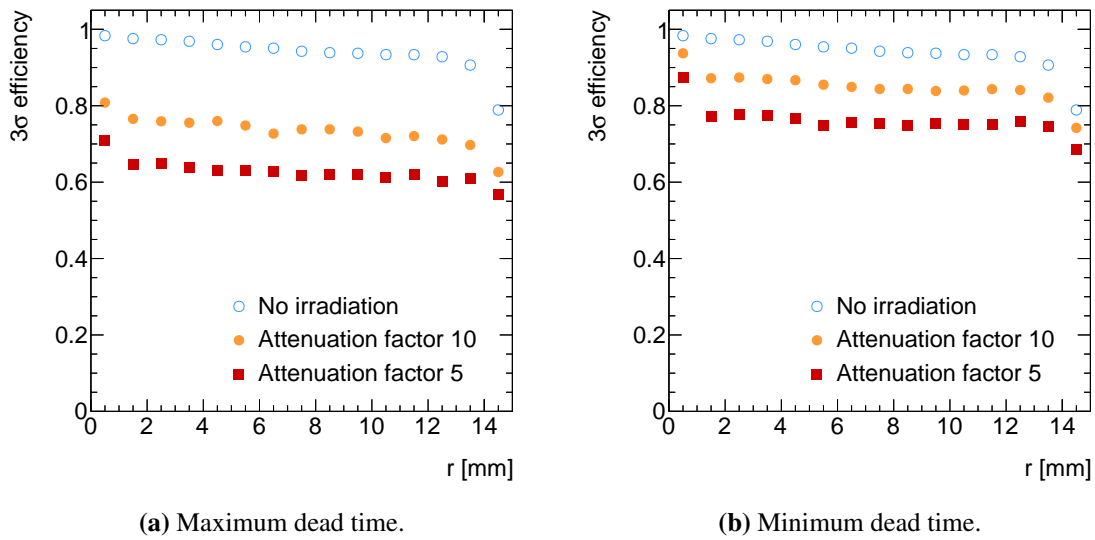 3σ efficiency
1
0.8
0.6
0.4
0.2
0
No irradiation
Attenuation factor 10
Attenuation factor 5
0 2 4 6 8 10 12 14
r [mm]
(a) Maximum dead time.
3σ efficiency
1
0.8
0.6
0.4
0.2
0
No irradiation
Attenuation factor 10
Attenuation factor 5
0 2 4 6 8 10 12 14
r [mm]
(b) Minimum dead time.